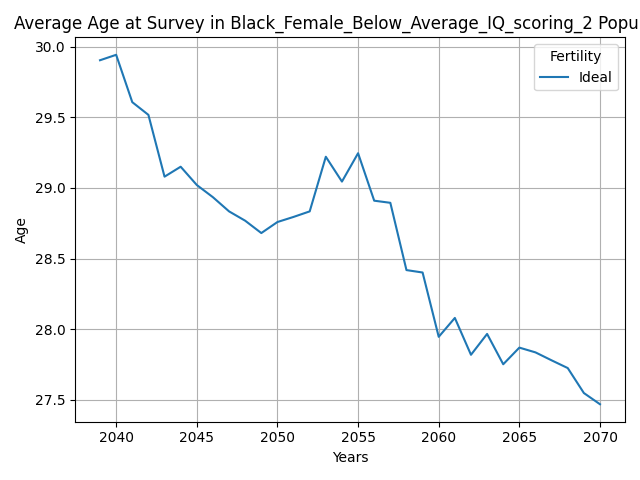 Average Age at Survey in Black_Female_Below_Average_IQ_scoring_2 Popu
30.0
29.5
29.0
28.5
28.0
27.5
Age
Fertility
Ideal
2040 2045 2050 2055 2060 2065 2070
Years